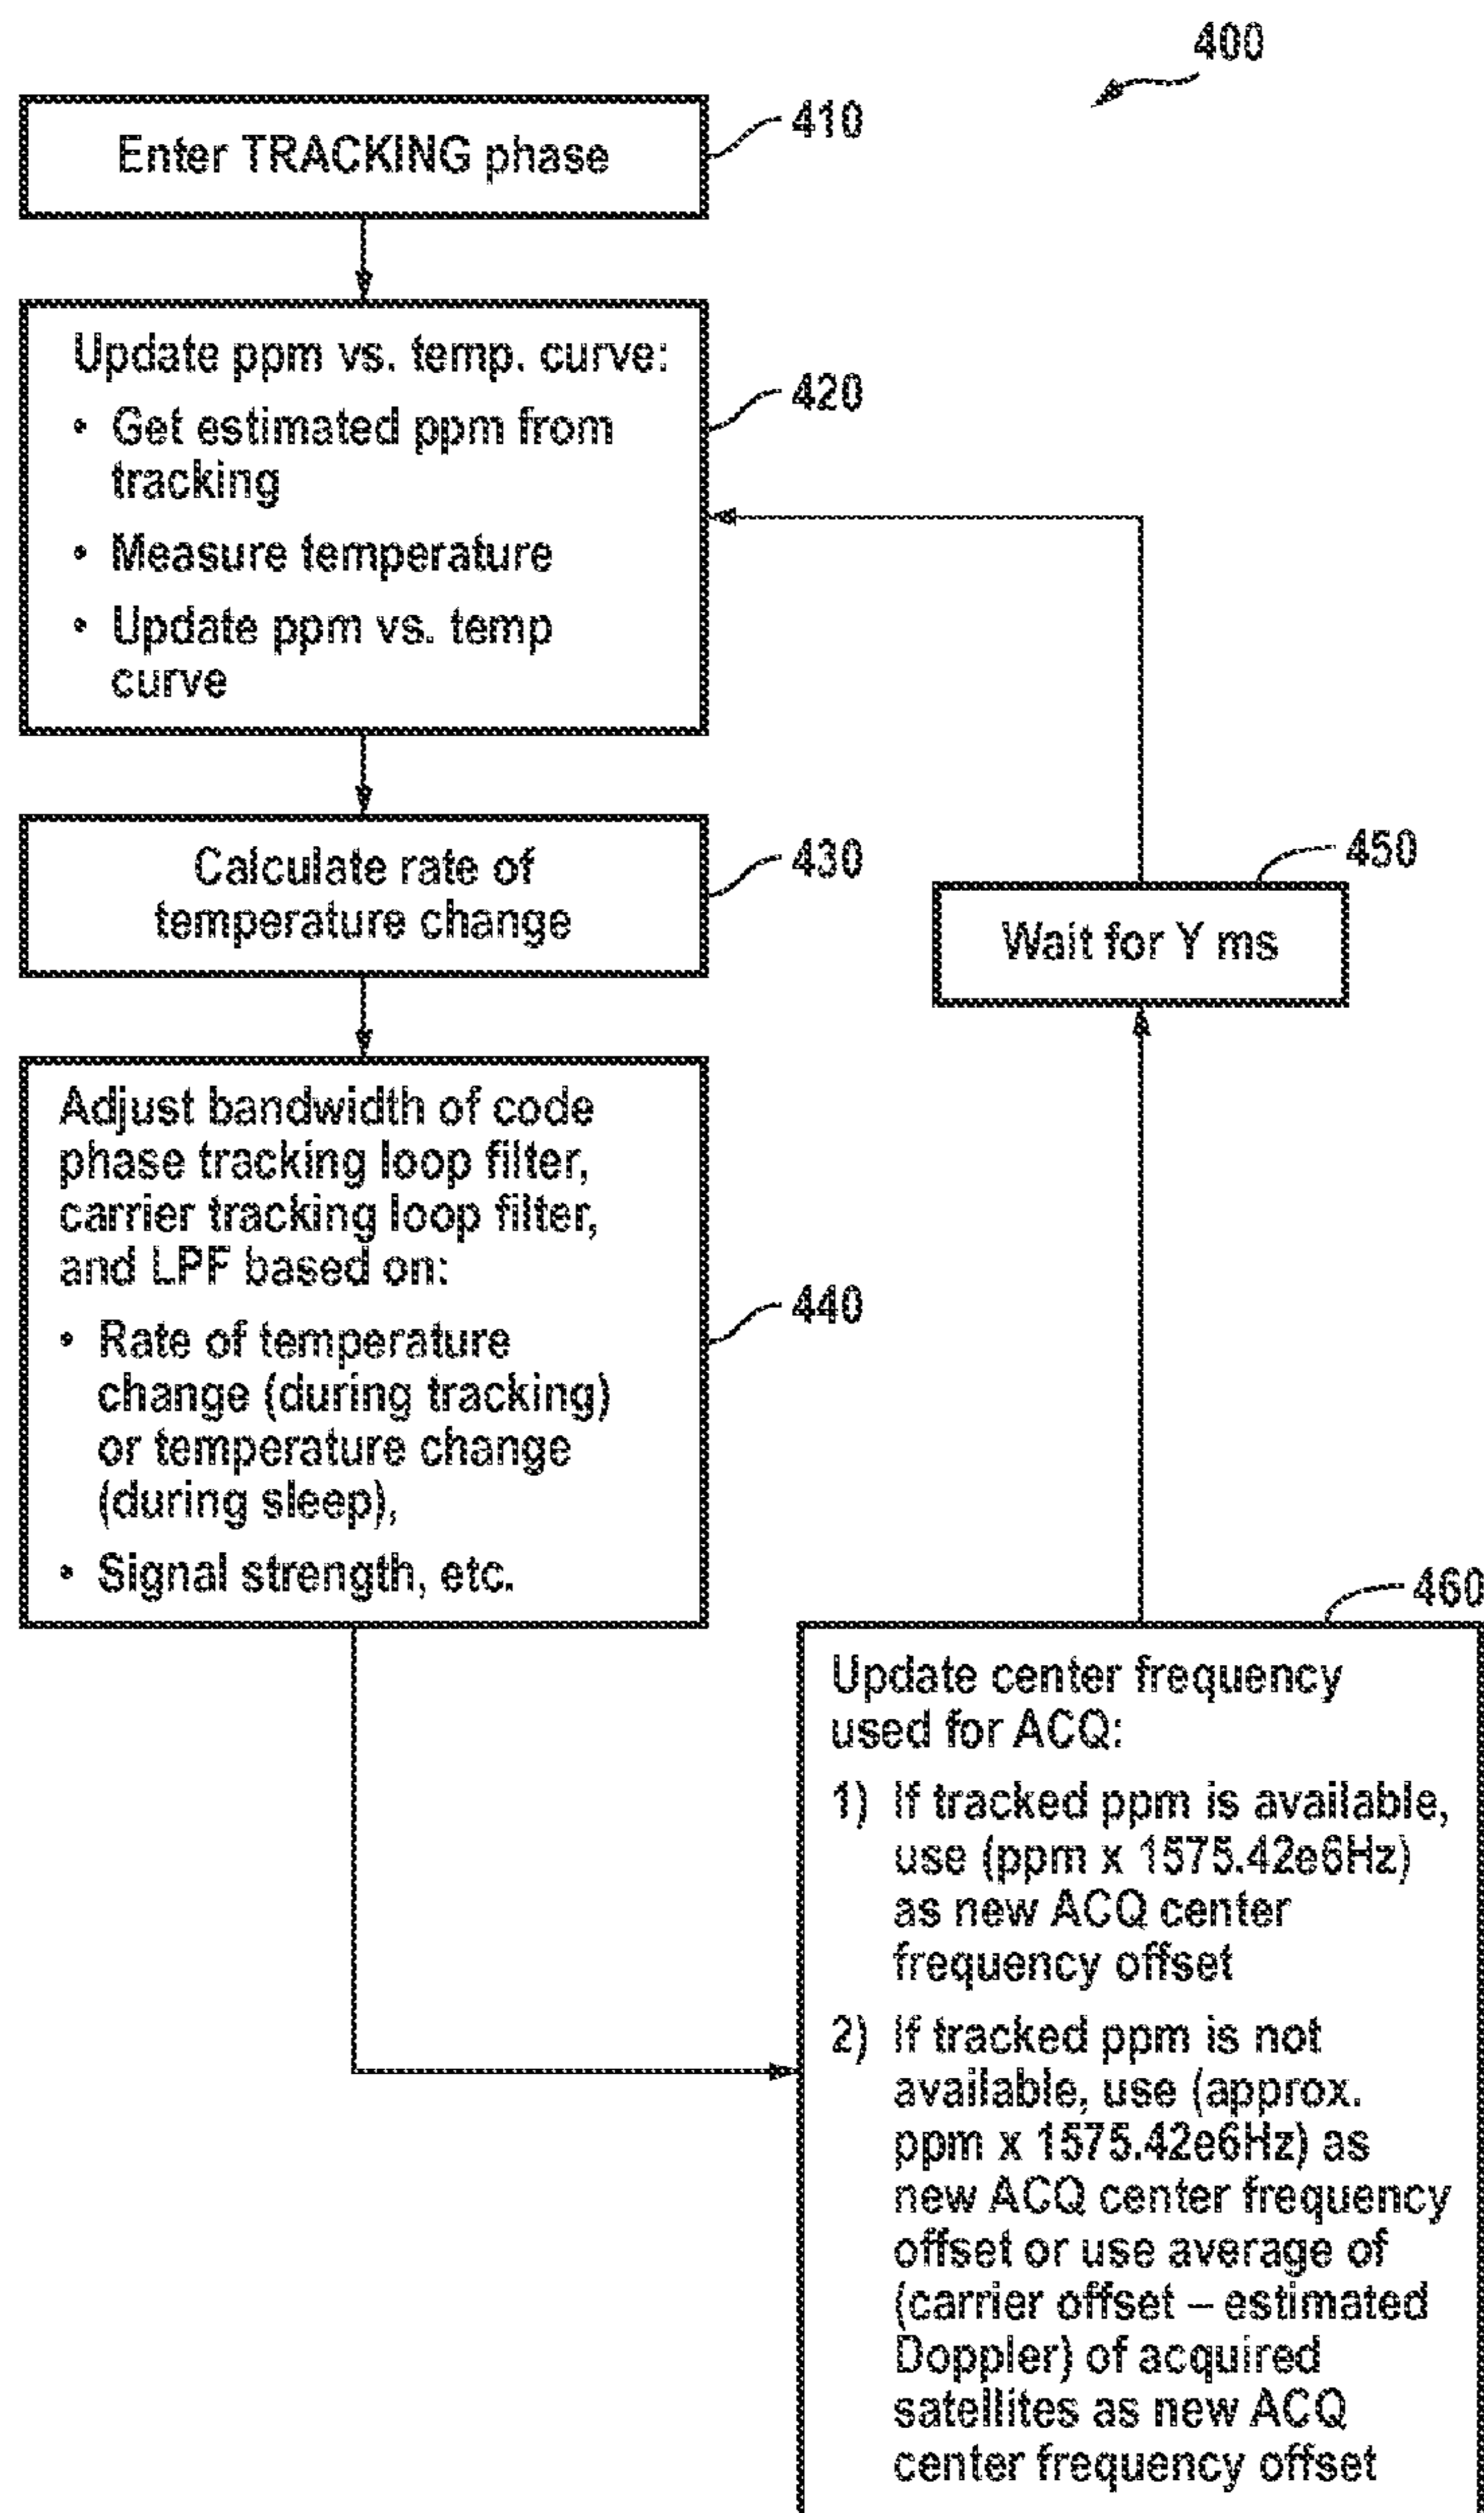 400
Enter TRACKING phase
410
Update ppm vs. temp. curve:
• Get estimated ppm from
tracking
• Measure temperature
• Update ppm vs. temp
curve
420
Calculate rate of
temperature change
430
Adjust bandwidth of code
phase tracking loop filter,
carrier tracking loop filter,
and LPF based on:
• Rate of temperature
change (during tracking)
or temperature change
(during sleep),
• Signal strength, etc.
440
450
Wait for Y ms
460
Update center frequency
used for ACQ:
1) If tracked ppm is available,
use (ppm x 1575.42e6Hz)
as new ACQ center
frequency offset
2) If tracked ppm is not
available, use (approx.
ppm x 1575.42e6Hz) as
new ACQ center frequency
offset or use average of
(carrier offset – estimated
Doppler) of acquired
satellites as new ACQ
center frequency offset